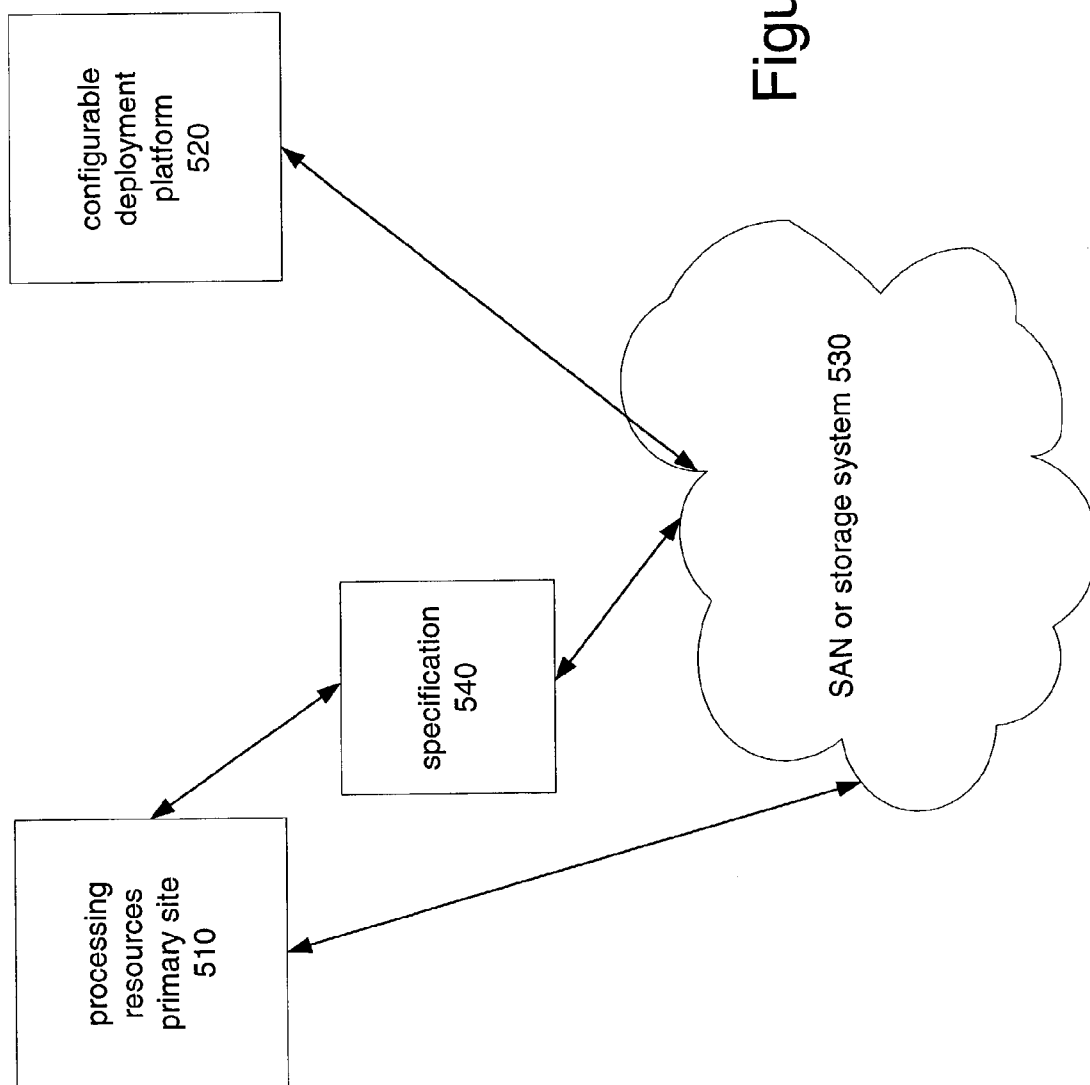 processing
resources
primary site
510
specification
540
configurable
deployment
platform
520
SAN or storage system 530
Figu